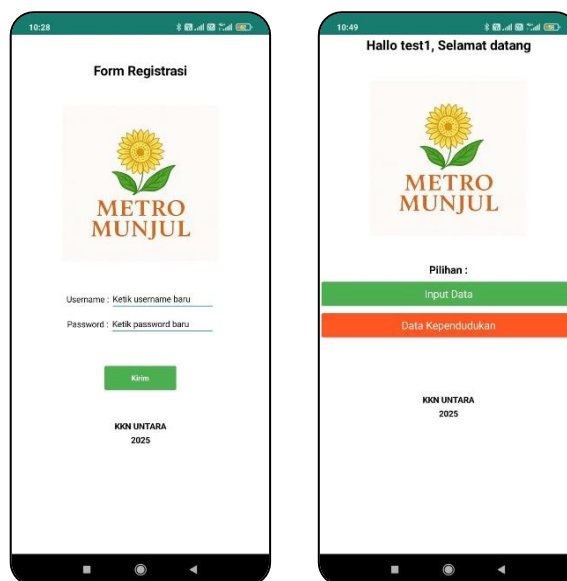 10:28
Form Registrasi
METRO
MUNJUL
Username : Ketik username baru
Password : Ketik password baru
Kirim
KKN UNTARA
2025
10:49
Hallo test1, Selamat datang
METRO
MUNJUL
Pilihan :
Input Data
Data Kependudukan
KKN UNTARA
2025